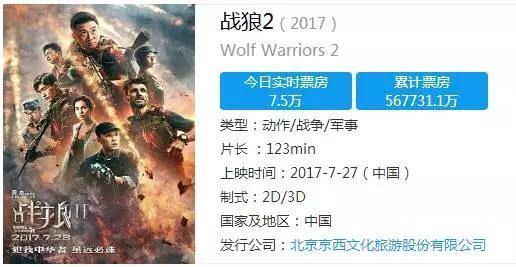 战狼2（2017）
Wolf Warriors 2
今日实时票房
7.5万
累计票房
567731.1万
类型：动作/战争/军事
片长 ：123min
上映时间：2017-7-27（中国）
制式：2D/3D
国家及地区：中国
发行公司：北京京西文化旅游股份有限公司
战狼II
2017.7.28
犯我中华者 虽远必诛